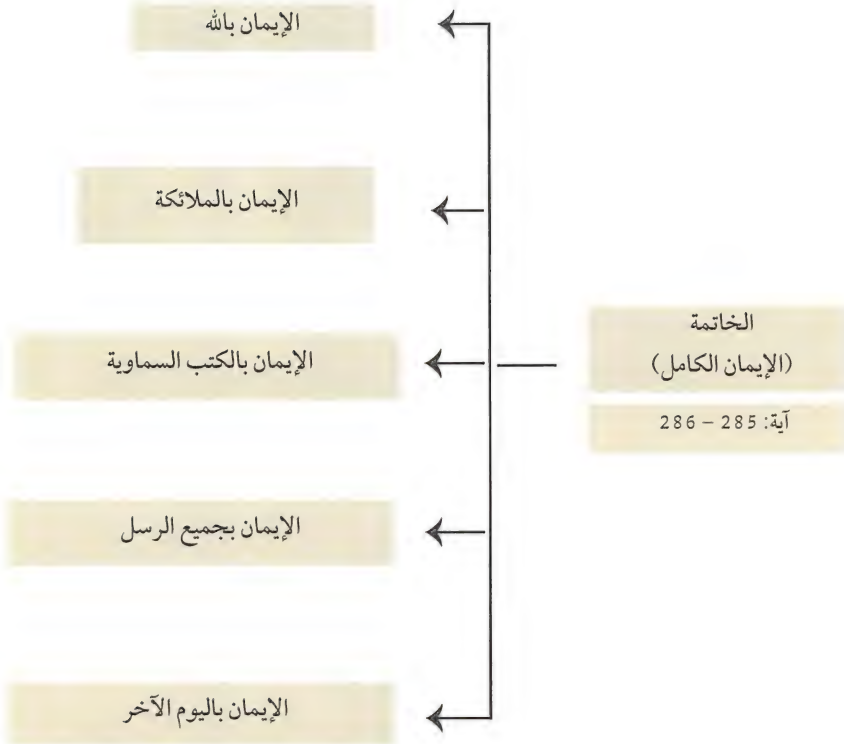 الخاتمة
(الإيمان الكامل)
آية: 285 – 286
الإيمان بالله
الإيمان بالملائكة
الإيمان بالكتب السماوية
الإيمان بجميع الرسل
الإيمان باليوم الآخر